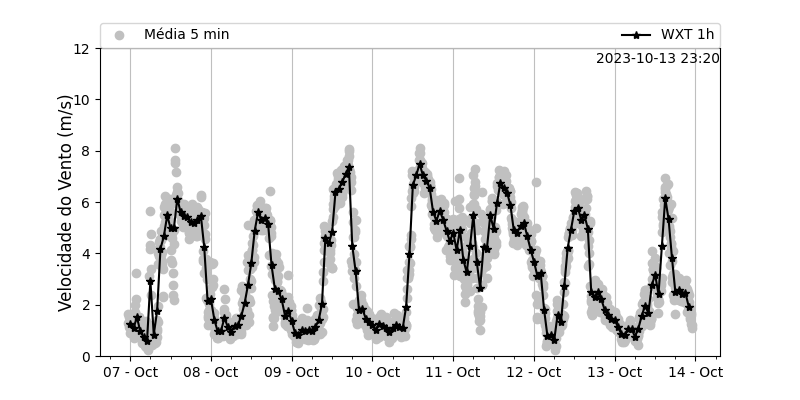 Média 5 min
WXT 1h
2023-10-13 23:20
Velocidade do Vento (m/s)
12
10
8
6
4
2
0
07 - Oct
08 - Oct
09 - Oct
10 - Oct
11 - Oct
12 - Oct
13 - Oct
14 - Oct